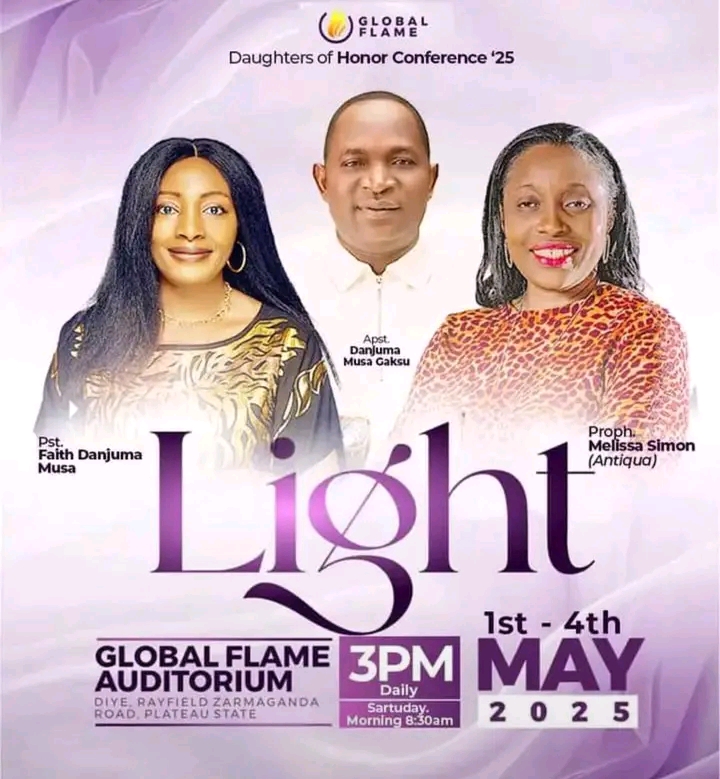 GLOBAL
FLAME
Daughters of Honor Conference ‘25
Apst.
Danjuma
Musa Gaksu
Pst.
Faith Danjuma
Musa
Proph.
Melissa Simon
(Antiqua)
Light
GLOBAL FLAME
AUDITORIUM
DIYE, RAYFIELD ZARMAGANDA
ROAD, PLATEAU STATE
3PM
Daily
Sartuday.
Morning 8:30am
1st - 4th
MAY
2025